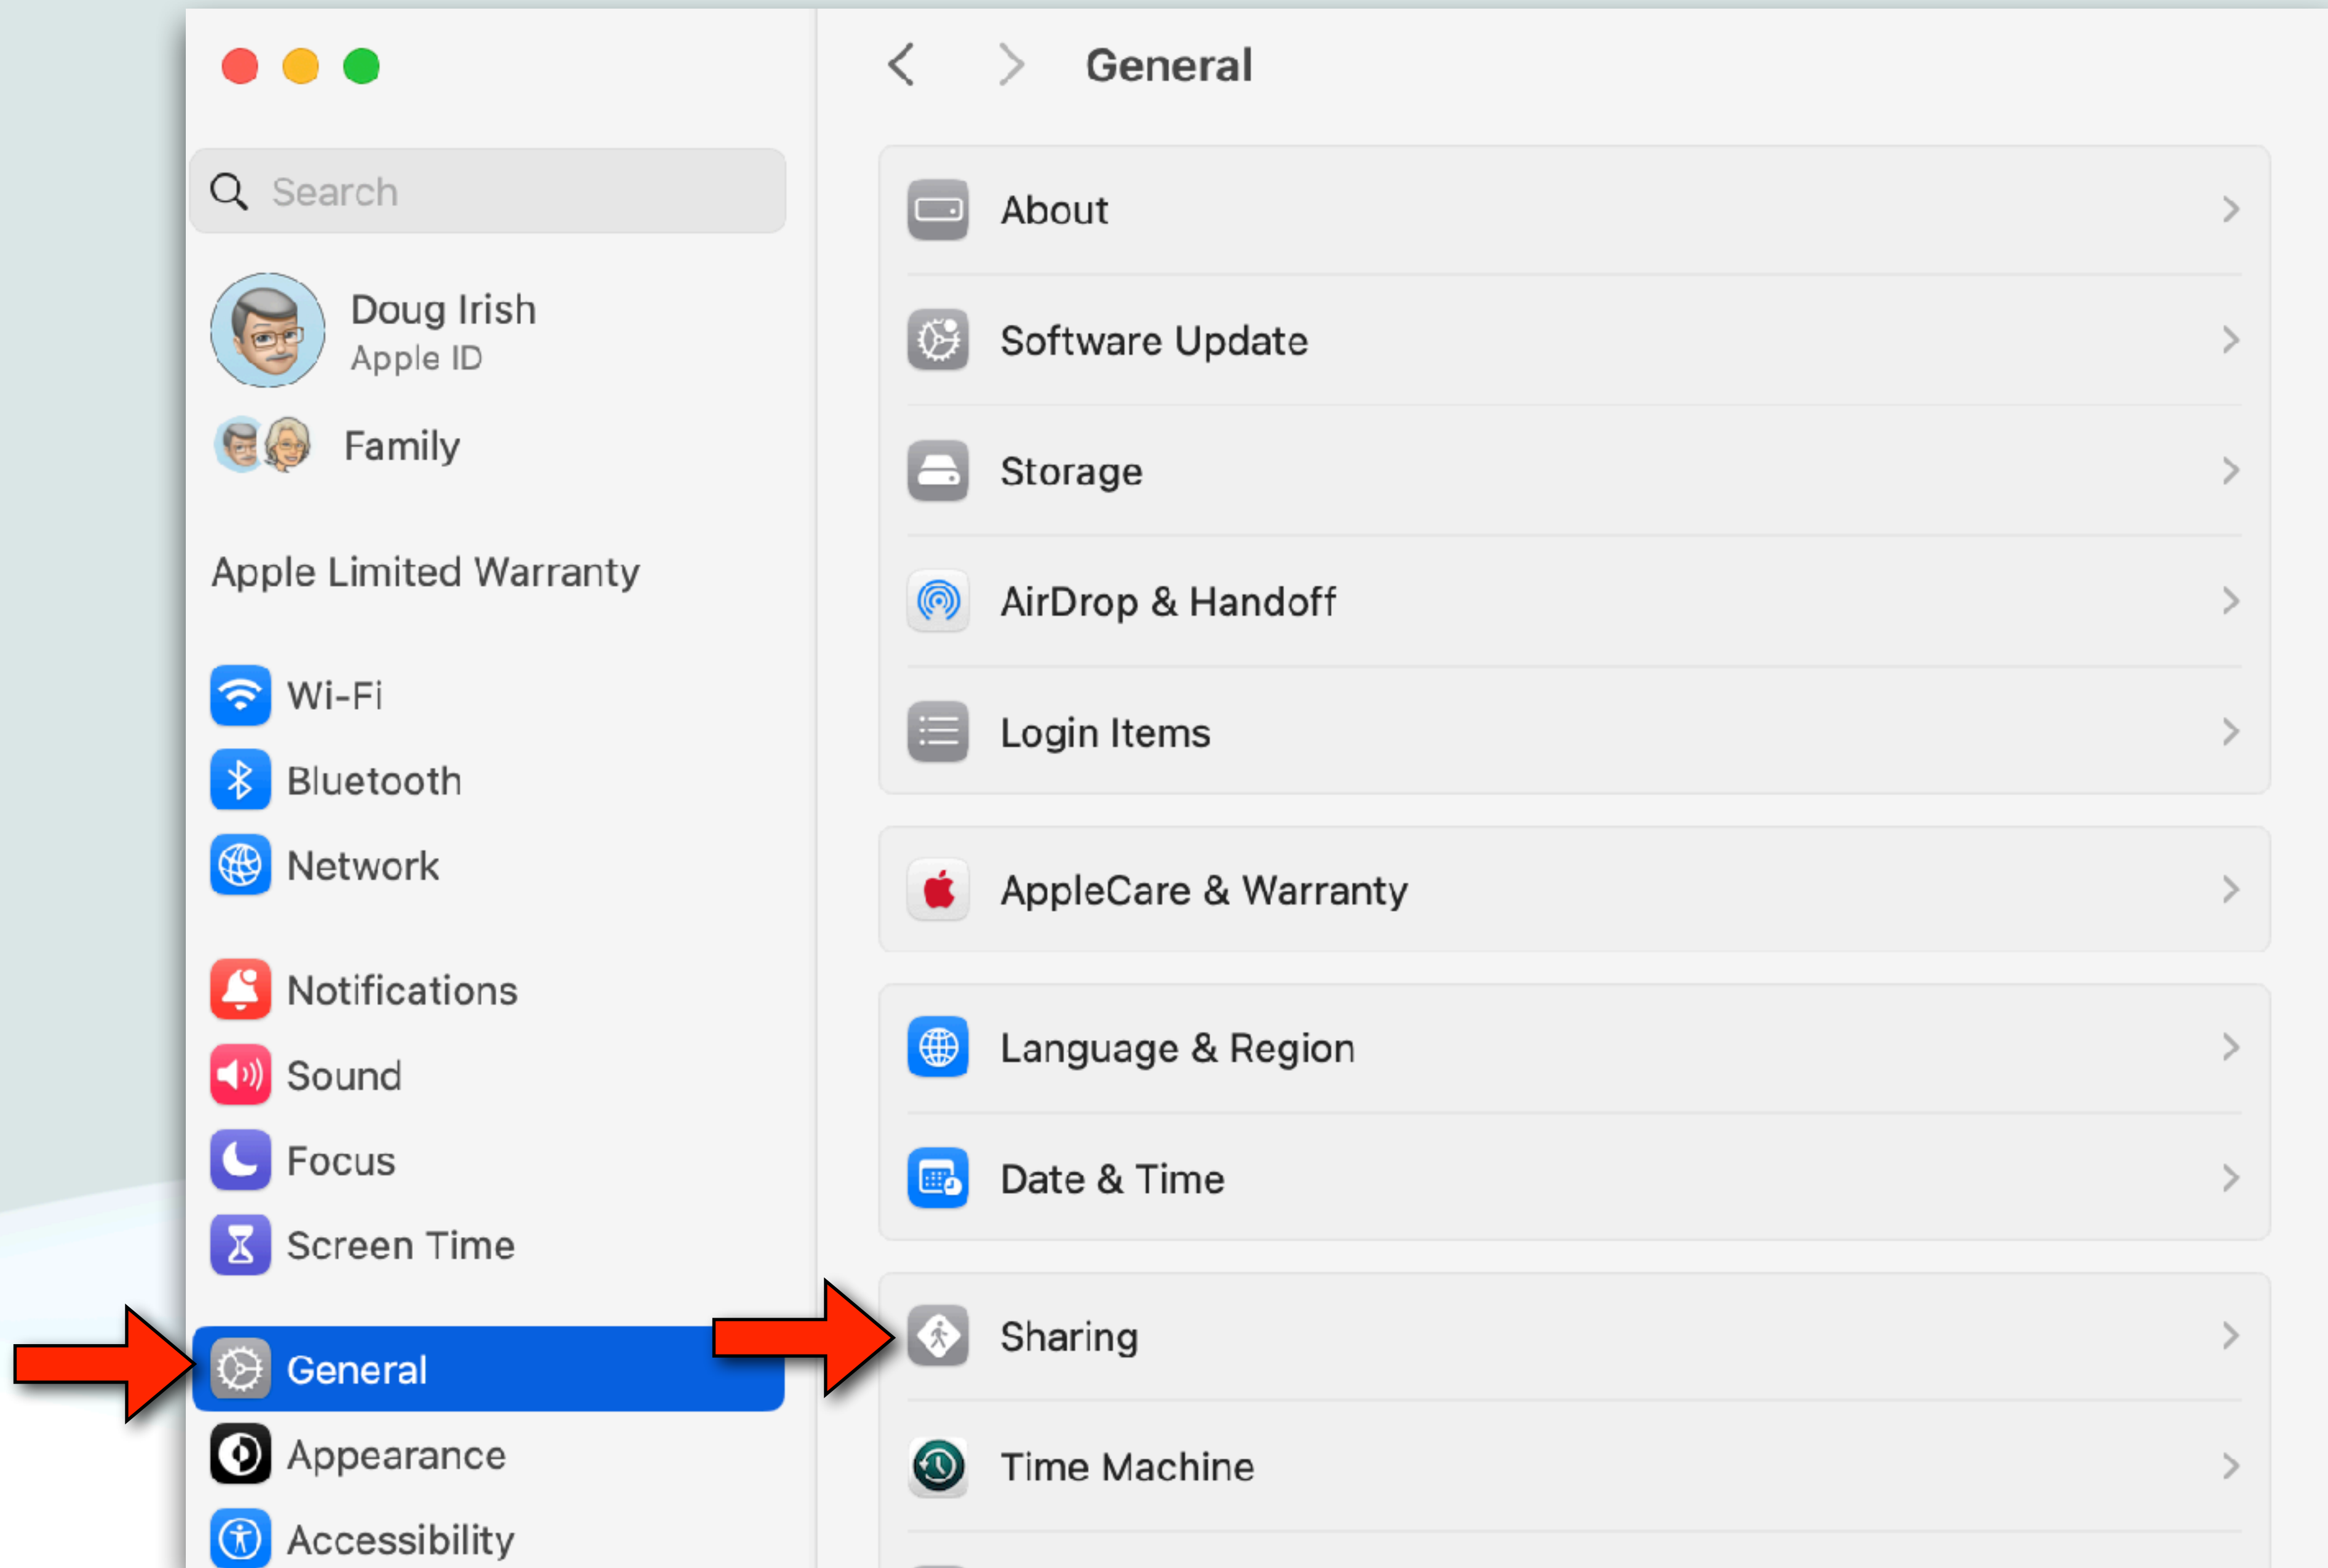 General
Search
Doug Irish
Apple ID
Family
Apple Limited Warranty
Wi-Fi
Bluetooth
Network
Notifications
Sound
Focus
Screen Time
General
Appearance
Accessibility
About
Software Update
Storage
AirDrop & Handoff
Login Items
AppleCare & Warranty
Language & Region
Date & Time
Sharing
Time Machine